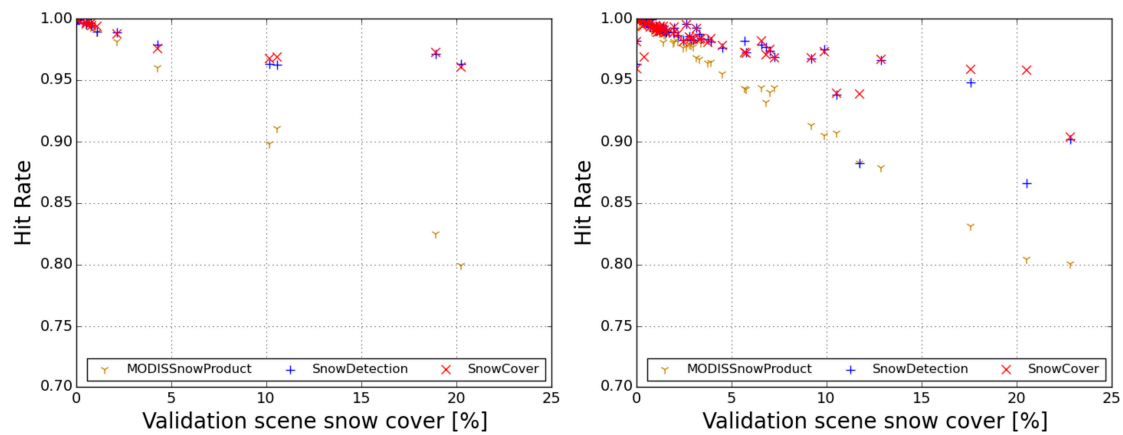 1.00
0.95
0.90
0.85
0.80
0.75
0.70
0 5 10 15 20 25
Hit Rate
Validation scene snow cover [%]
MODISSnowProduct SnowDetection SnowCover
1.00
0.95
0.90
0.85
0.80
0.75
0.70
0 5 10 15 20 25
Hit Rate
Validation scene snow cover [%]
MODISSnowProduct SnowDetection SnowCover